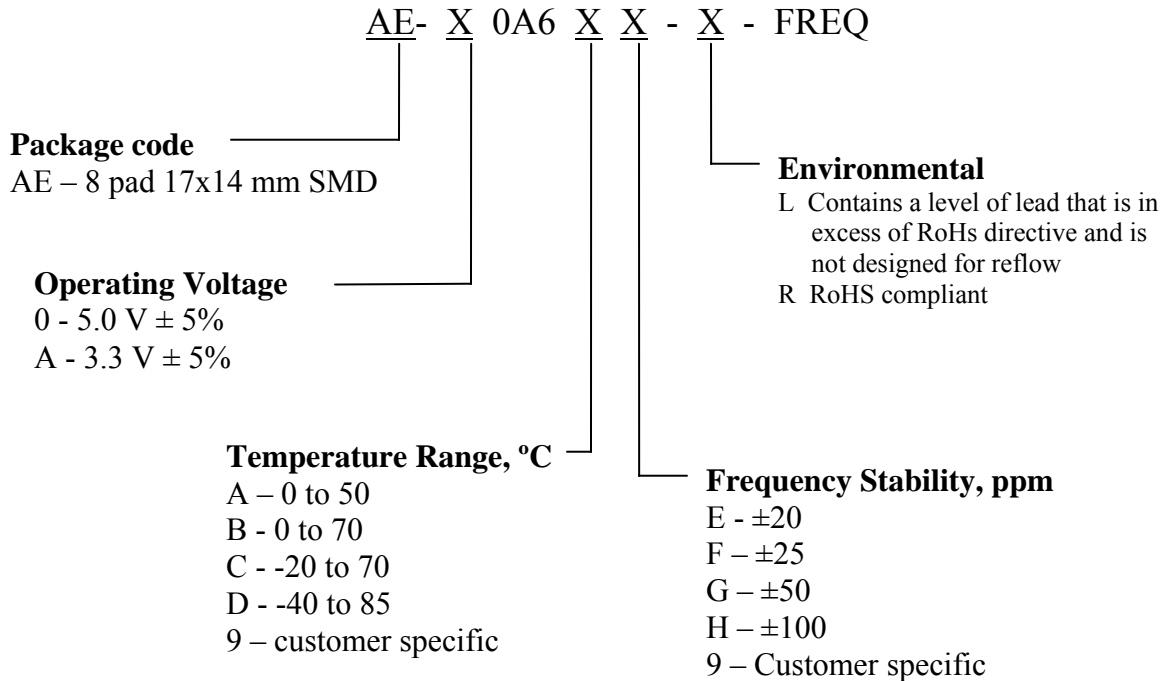 AE- X 0A6 X X - X - FREQ
Package code
AE – 8 pad 17x14 mm SMD
Operating Voltage
0 - 5.0 V ± 5%
A - 3.3 V ± 5%
Environmental
L Contains a level of lead that is in
excess of RoHs directive and is
not designed for reflow
R RoHS compliant
Temperature Range, ºC
A – 0 to 50
B - 0 to 70
C - -20 to 70
D - -40 to 85
9 – customer specific
Frequency Stability, ppm
E - ±20
F – ±25
G – ±50
H – ±100
9 – Customer specific